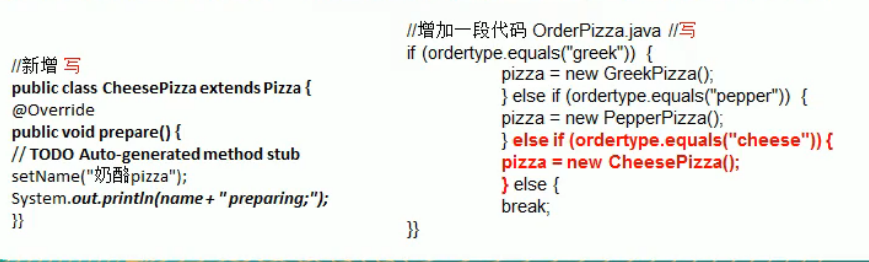 //新增 写
public class CheesePizza extends Pizza {
@Override
public void prepare() {
// TODO Auto-generated method stub
setName("奶酪pizza");
System.out.println(name + " preparing;");
}}
//增加一段代码 OrderPizza.java //写
if (ordertype.equals("greek")) {
pizza = new GreekPizza();
} else if (ordertype.equals("pepper")) {
pizza = new PepperPizza();
} else if (ordertype.equals("cheese")) {
pizza = new CheesePizza();
} else {
break;
}}